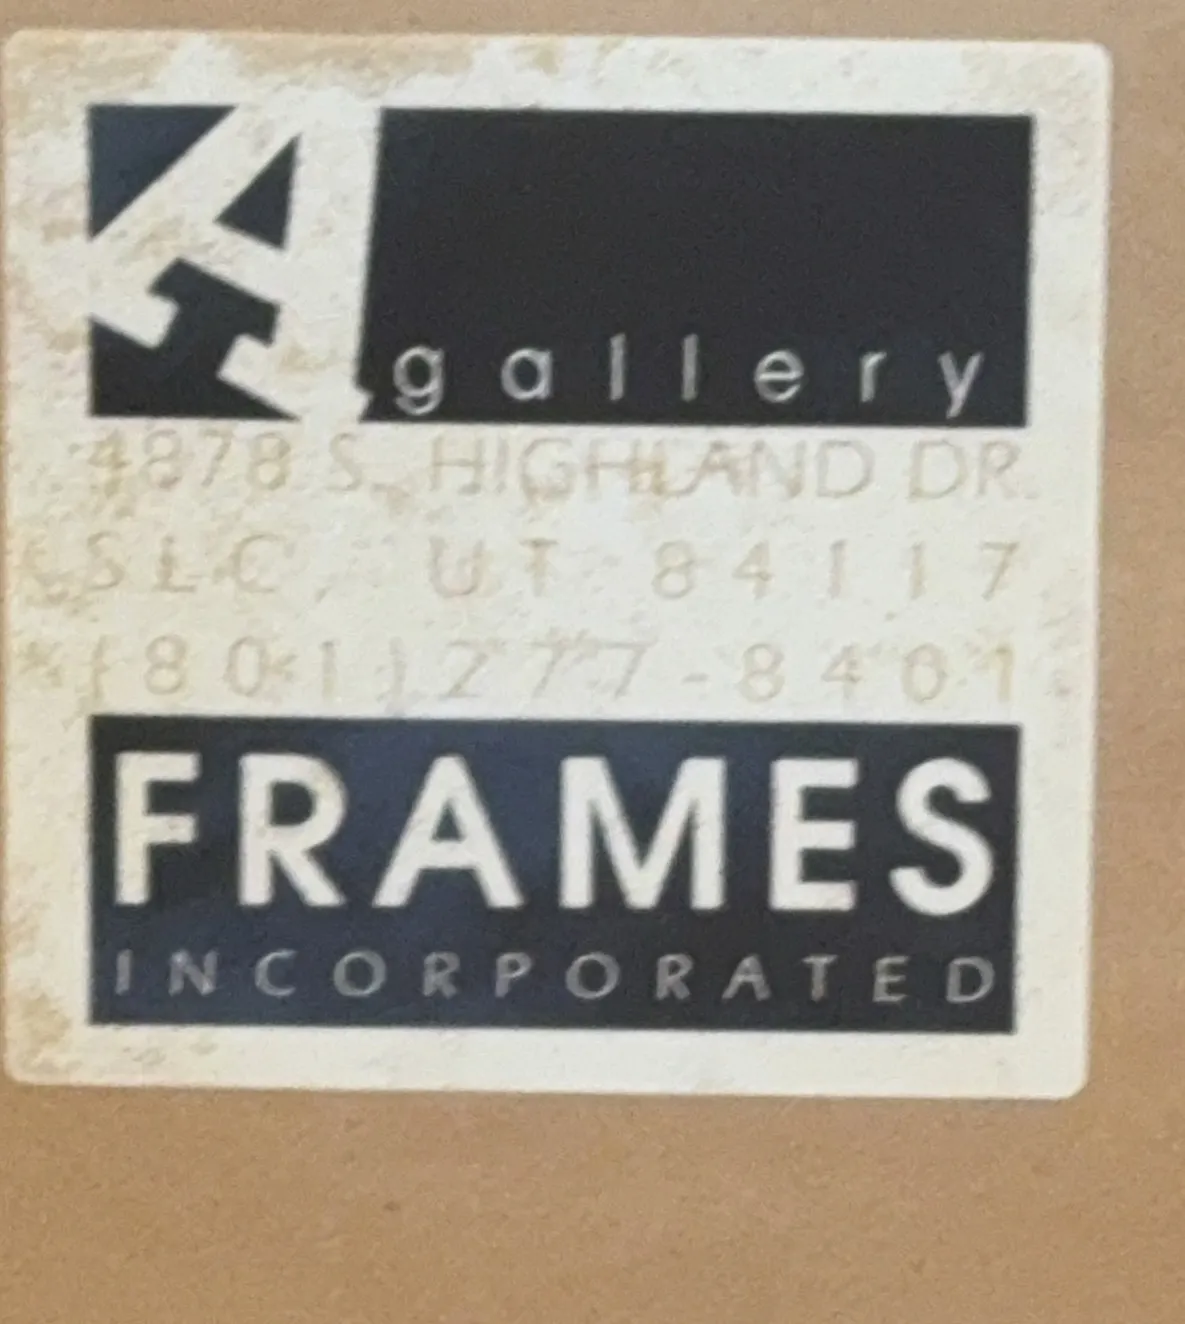 A gallery
4878 S. HIGHLAND DR.
SLC, UT 84117
(801)277-8401
FRAMES
INCORPORATED